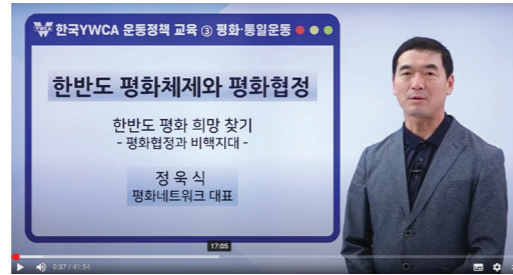 YWCA 한국YWCA 운동정책 교육 ③ 평화·통일운동
한반도 평화체제와 평화협정
한반도 평화 희망 찾기
- 평화협정과 비핵지대 -
정 욱 식
평화네트워크 대표
17:05
0:37 / 41:54